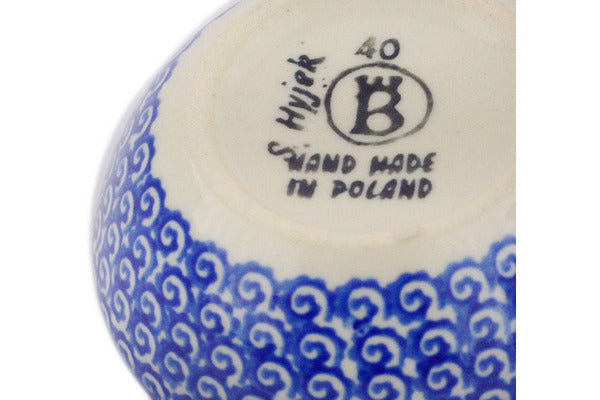 40
B
S. Hyjek
HAND MADE
IN POLAND